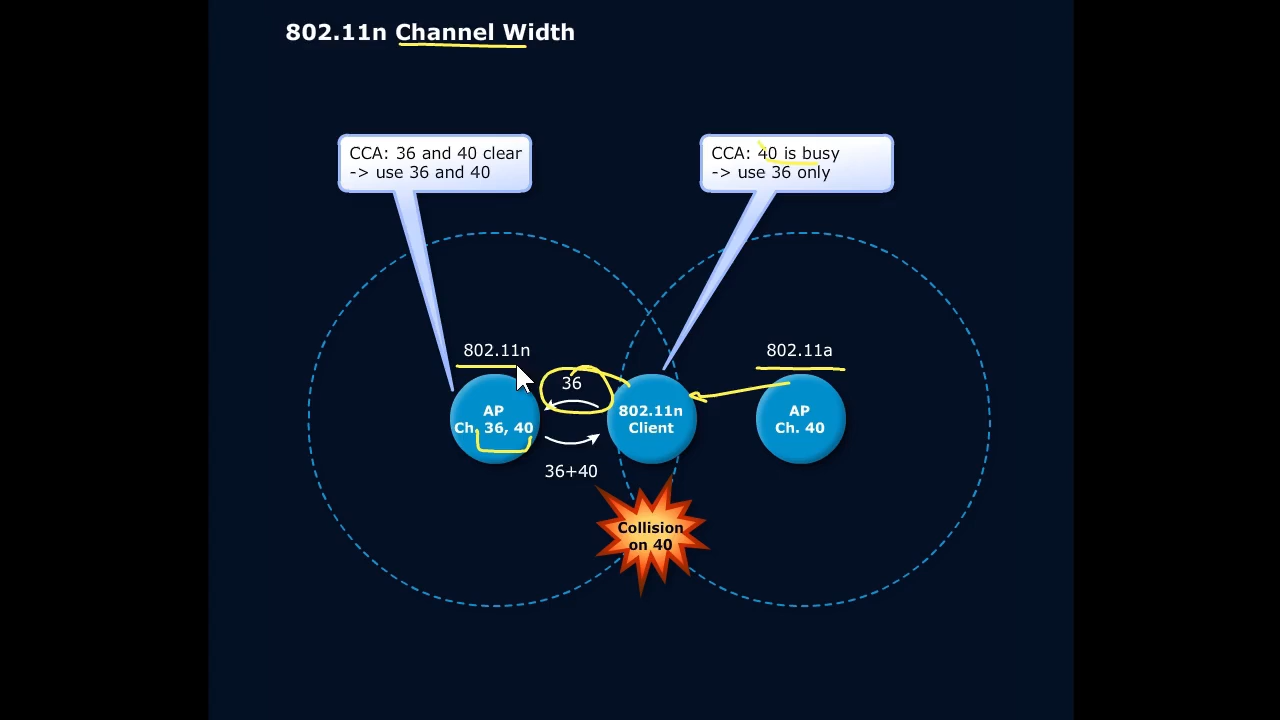 802.11n Channel Width
CCA: 36 and 40 clear
-> use 36 and 40
CCA: 40 is busy
-> use 36 only
802.11n
802.11a
36
AP
Ch. 36, 40
802.11n
Client
AP
Ch. 40
36+40
Collision
on 40